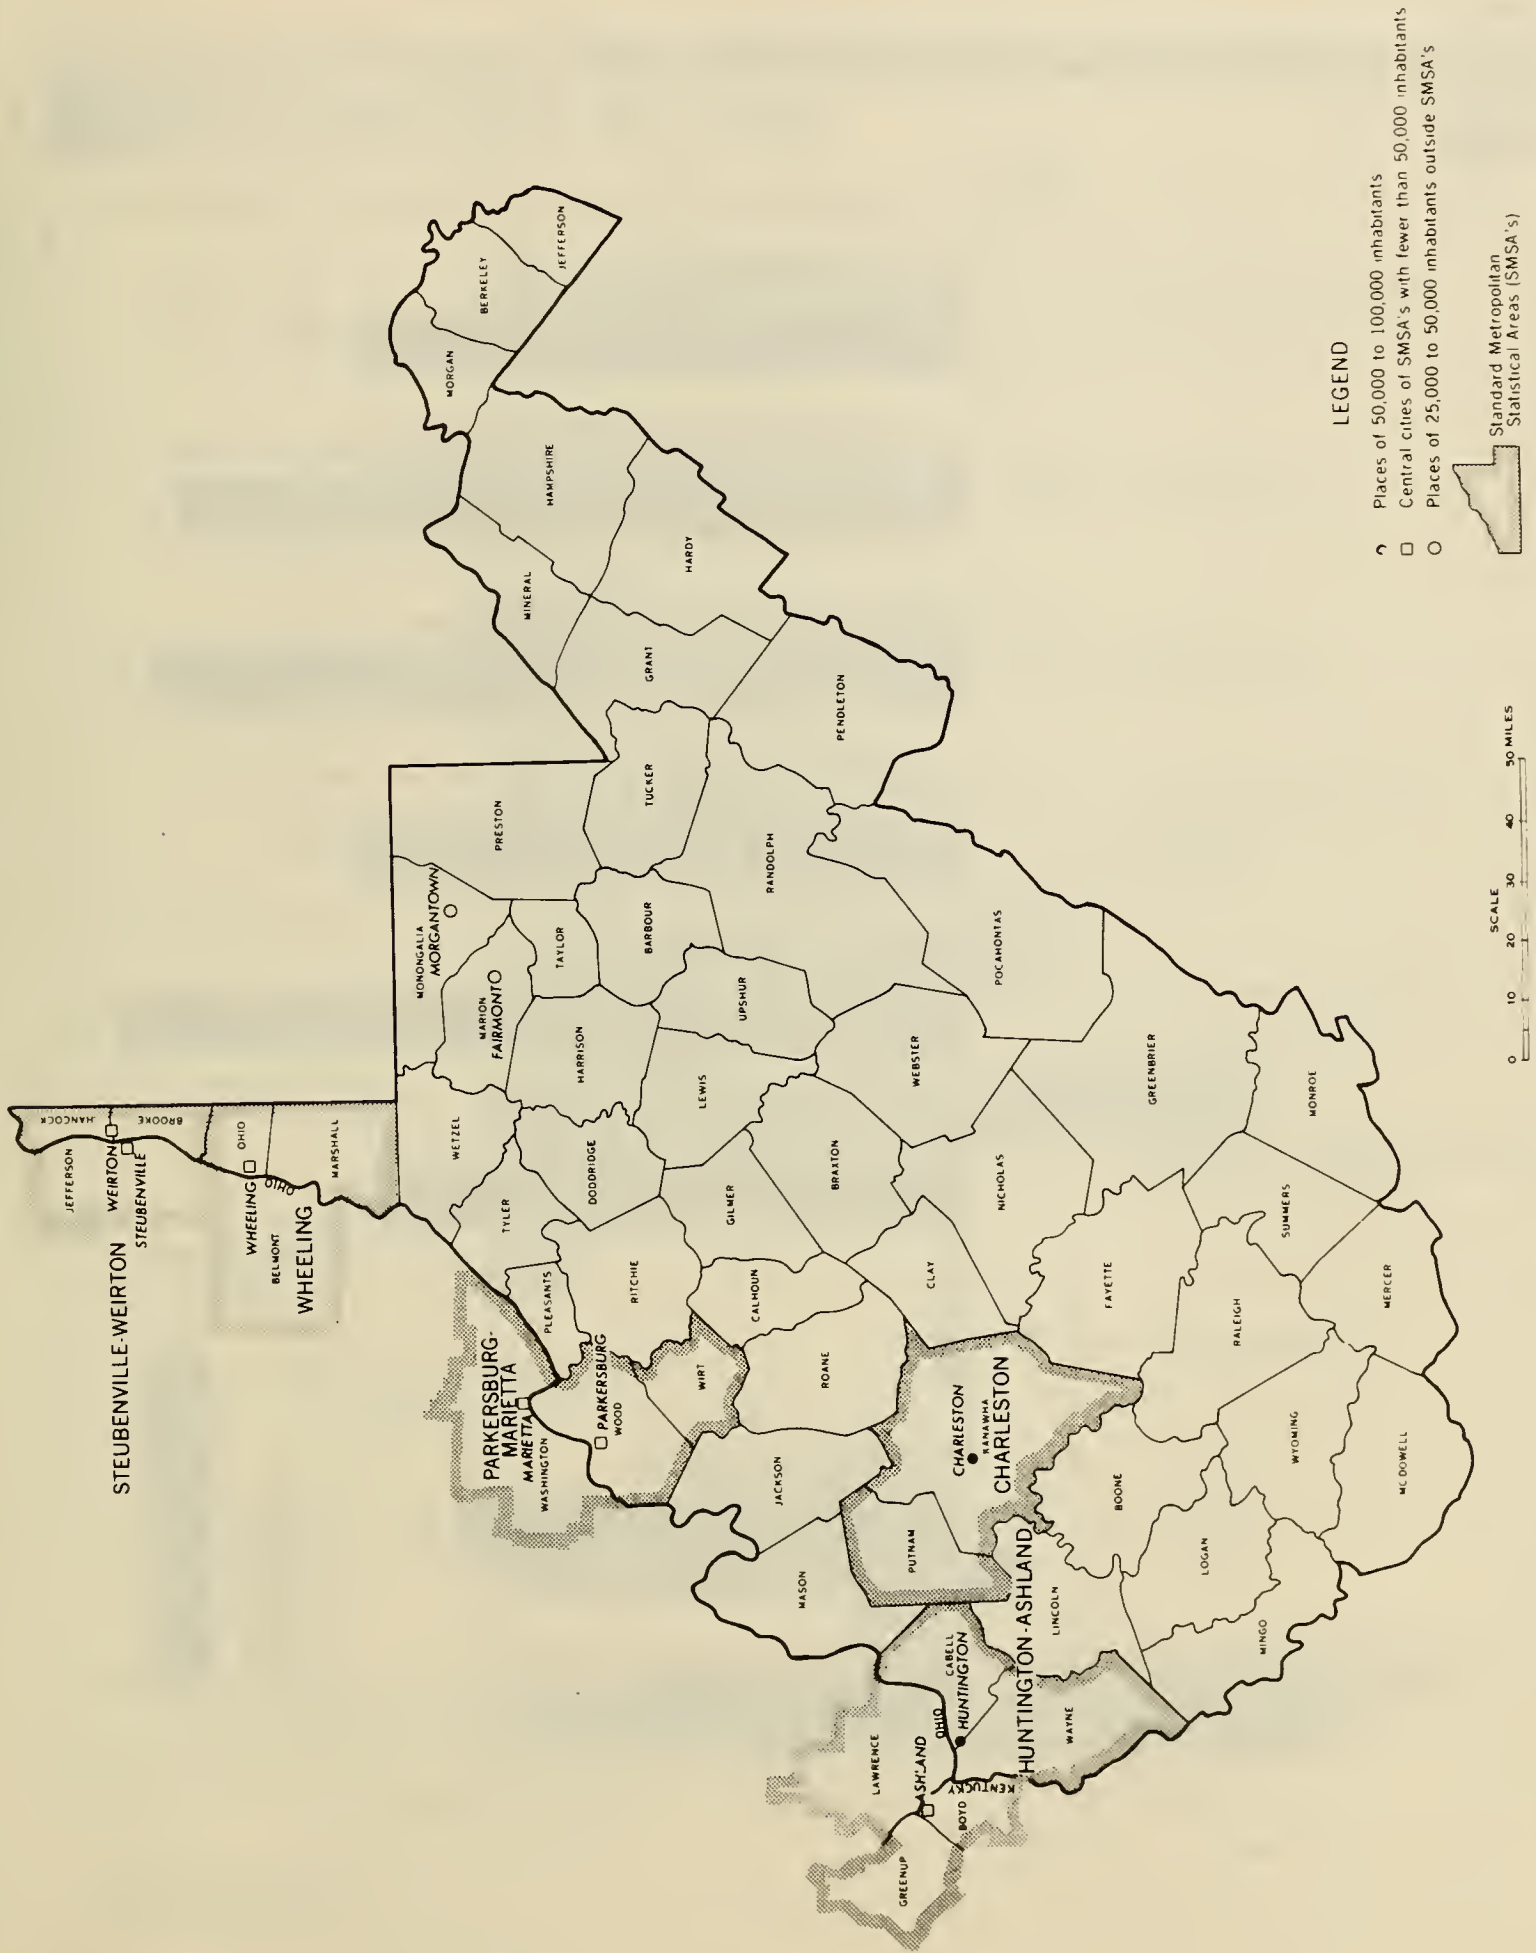 STEUBENVILLE-WEIRTON
JEFFERSON
HANCOCK
WEIRTON
STEUBENVILLE
BROOKE
WHEELING
OHIO
BELMONT
OHIO
WHEELING
MARSHALL
MONONGALIA
MORGANTOWN
MARION
FAIRMONT
PRESTON
WETZEL
TYLER
TAYLOR
HARRISON
DODDRIDGE
PLEASANTS
PARKERSBURG-
MARIETTA
MARIETTA
WASHINGTON
PARKERSBURG
WOOD
RITCHIE
WIRT
MORGAN
BERKELEY
JEFFERSON
HAMPSHIRE
MINERAL
HARDY
GRANT
TUCKER
BARBOUR
RANDOLPH
PENDLETON
UPSHUR
LEWIS
GILMER
CALHOUN
ROANE
JACKSON
MASON
BRAXTON
WEBSTER
POCAHONTAS
CLAY
NICHOLAS
GREENBRIER
PUTNAM
CHARLESTON
KANAWHA
CHARLESTON
CABELL
HUNTINGTON
OHIO
HUNTINGTON-ASHLAND
LAWRENCE
ASHLAND
KENTUCKY
BOYD
GREENUP
WAYNE
LINCOLN
BOONE
FAYETTE
LOGAN
MINGO
RALEIGH
SUMMERS
MONROE
WYOMING
MERCER
MC DOWELL
LEGEND
Places of 50,000 to 100,000 inhabitants
Central cities of SMSA's with fewer than 50,000 inhabitants
Places of 25,000 to 50,000 inhabitants outside SMSA's
Standard Metropolitan
Statistical Areas (SMSA's)
SCALE
0 10 20 30 40 50 MILES